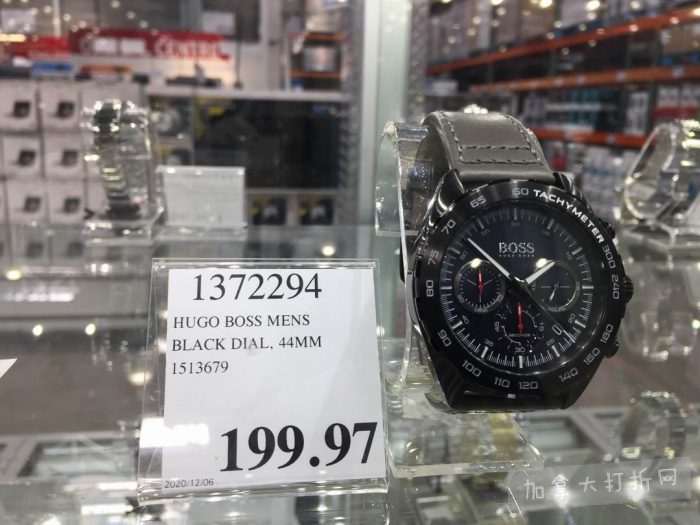 1372294
HUGO BOSS MENS
BLACK DIAL, 44MM
1513679
199.97
2020/12/06
BOSS
HUGO BOSS
60 TACHYMETER 300 240
65
70
80
90
100
110
120
140
160
180
加拿大打折网